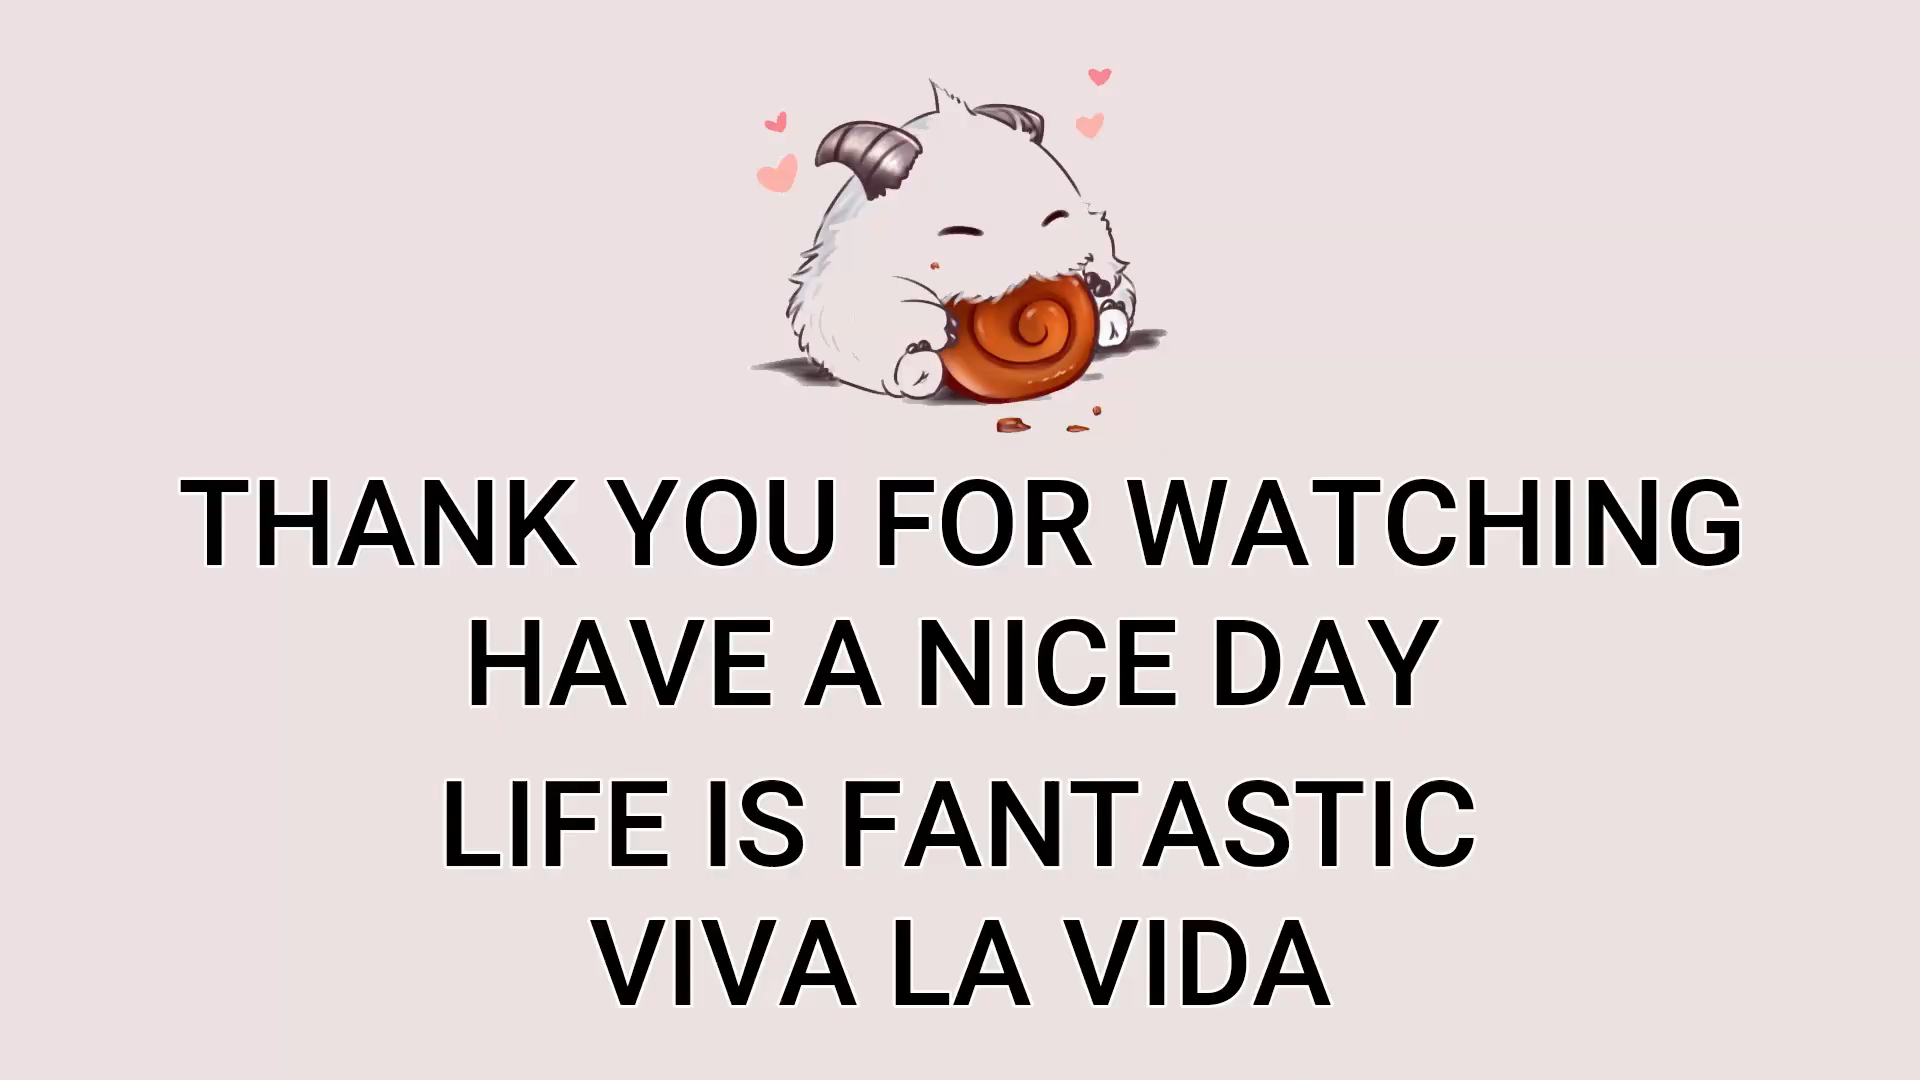 THANK YOU FOR WATCHING
HAVE A NICE DAY
LIFE IS FANTASTIC
VIVA LA VIDA